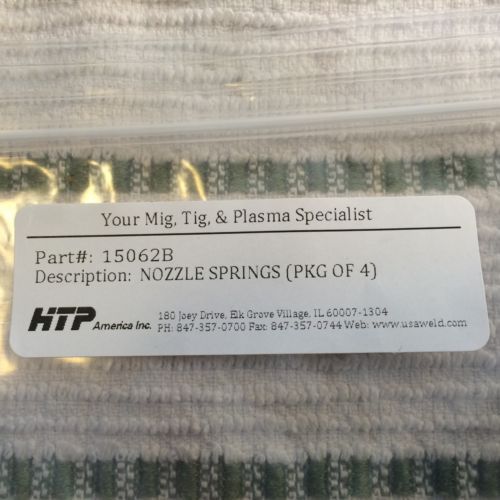 Your Mig, Tig, & Plasma Specialist
Part#: 15062B
Description: NOZZLE SPRINGS (PKG OF 4)
HTP America Inc. 180 Joey Drive, Elk Grove Village, IL 60007-1304
PH: 847-357-0700 Fax: 847-357-0744 Web: www.usaweld.com